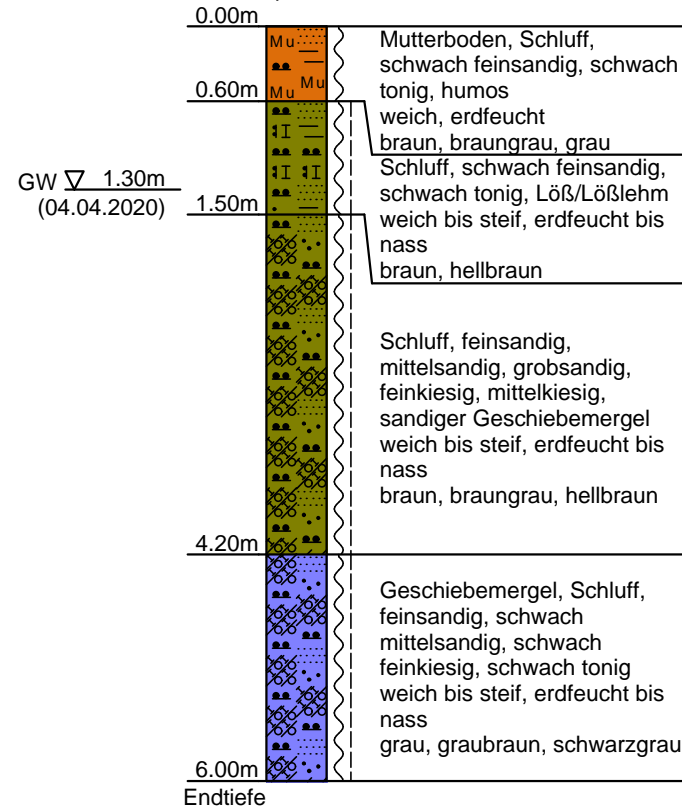 0.00m
Mu
Mu
Mu
Mutterboden, Schluff,
schwach feinsandig, schwach
tonig, humos
weich, erdfeucht
braun, braungrau, grau
0.60m
Schluff, schwach feinsandig,
schwach tonig, Löß/Lößlehm
weich bis steif, erdfeucht bis
nass
braun, hellbraun
GW 1.30m
(04.04.2020)
1.50m
Schluff, feinsandig,
mittelsandig, grobsandig,
feinkiesig, mittelkiesig,
sandiger Geschiebemergel
weich bis steif, erdfeucht bis
nass
braun, braungrau, hellbraun
4.20m
Geschiebemergel, Schluff,
feinsandig, schwach
mittelsandig, schwach
feinkiesig, schwach tonig
weich bis steif, erdfeucht bis
nass
grau, graubraun, schwarzgrau
6.00m
Endtiefe